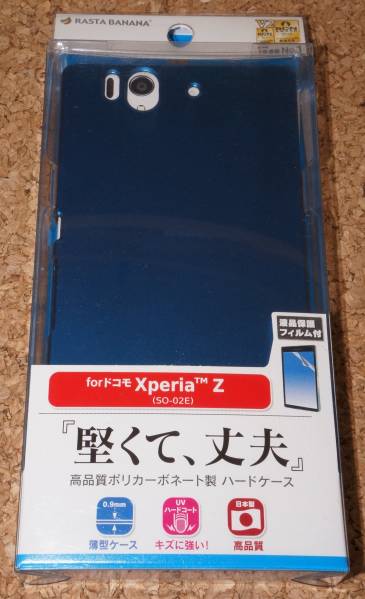 RASTA BANANA
液晶保護
フィルム付
forドコモ Xperia™ Z
(SO-02E)
『堅くて、丈夫』
高品質ポリカーボネート製 ハードケース
0.9mm
UV
ハードコート
日本製
薄型ケース
キズに強い!
高品質